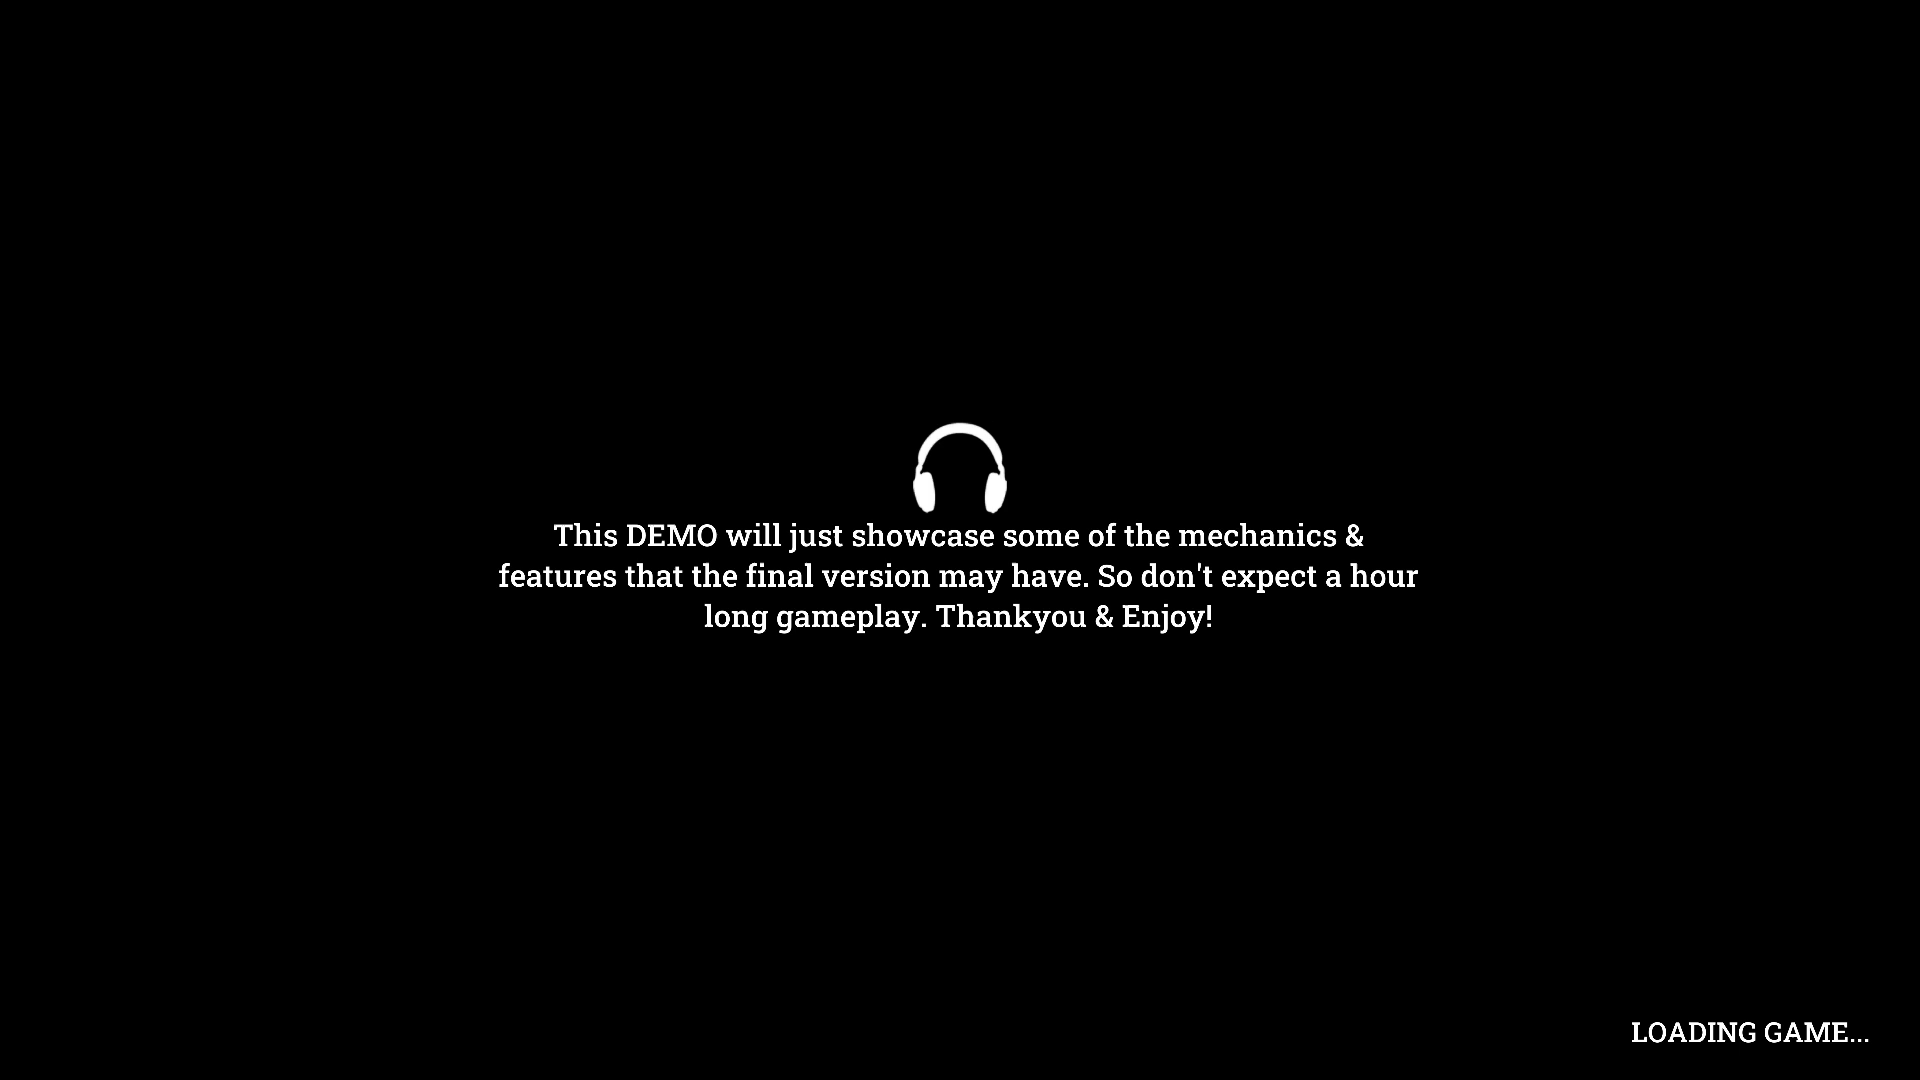 This DEMO will just showcase some of the mechanics &
features that the final version may have. So don't expect a hour
long gameplay. Thankyou & Enjoy!
LOADING GAME...